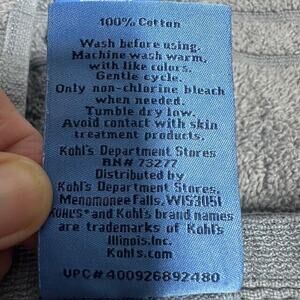 100% Cotton
Wash before using.
Machine wash warm,
with like colors.
Gentle cycle.
Only non-chlorine bleach
when needed.
Tumble dry low.
Avoid contact with skin
treatment products.
Kohl's Department Stores
RN# 73277
Distributed by
Kohl's Department Stores.
Menomonee Falls, WI53051
KOHL'S® and Kohl's brand names
are trademarks of Kohl's
Illinois.Inc.
Kohls.com
UPC# 400926892480